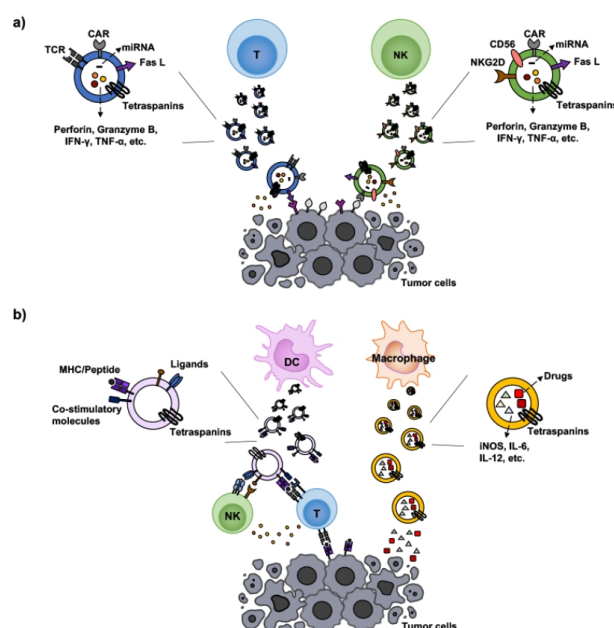 a)
CAR
TCR
miRNA
Fas L
Tetraspanins
Perforin, Granzyme B,
IFN-γ, TNF-α, etc.
T
NK
CAR
CD56
miRNA
NKG2D
Fas L
Tetraspanins
Perforin, Granzyme B,
IFN-γ, TNF-α, etc.
Tumor cells
b)
MHC/Peptide
Ligands
Co-stimulatory
molecules
Tetraspanins
DC
Macrophage
Drugs
Tetraspanins
iNOS, IL-6,
IL-12, etc.
NK
T
Tumor cells